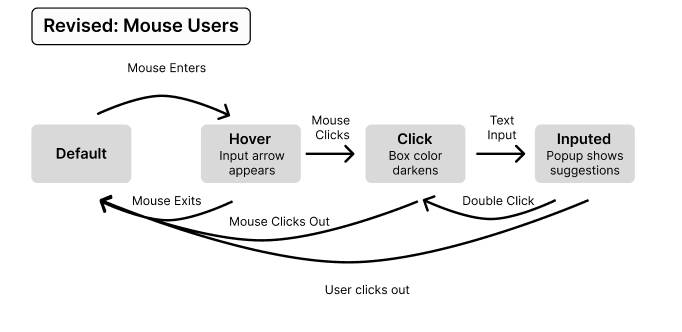 Revised: Mouse Users
Mouse Enters
Default
Hover
Input arrow
appears
Mouse
Clicks
Click
Box color
darkens
Text
Input
Inputed
Popup shows
suggestions
Mouse Exits
Mouse Clicks Out
Double Click
User clicks out